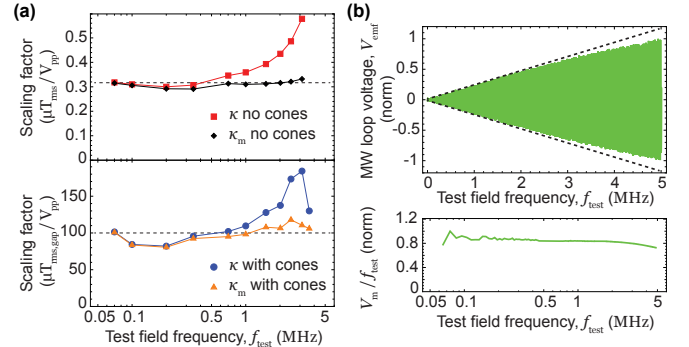 (a)
0.5
0.4
0.3
0.2
0.1
0
Scaling factor
(μT_rms/V_pp)
κ no cones
κ_m no cones
150
100
50
0
Scaling factor
(μT_rms,gap/V_pp)
κ with cones
κ_m with cones
0.05 0.1 0.5 1 5
Test field frequency, f_test (MHz)
(b)
1
0.5
0
-0.5
-1
MW loop voltage, V_emf
(norm)
0 1 2 3 4 5
Test field frequency, f_test (MHz)
1.2
0.8
0.4
0
V_m/f_test (norm)
0.05 0.1 0.5 1 5
Test field frequency, f_test (MHz)